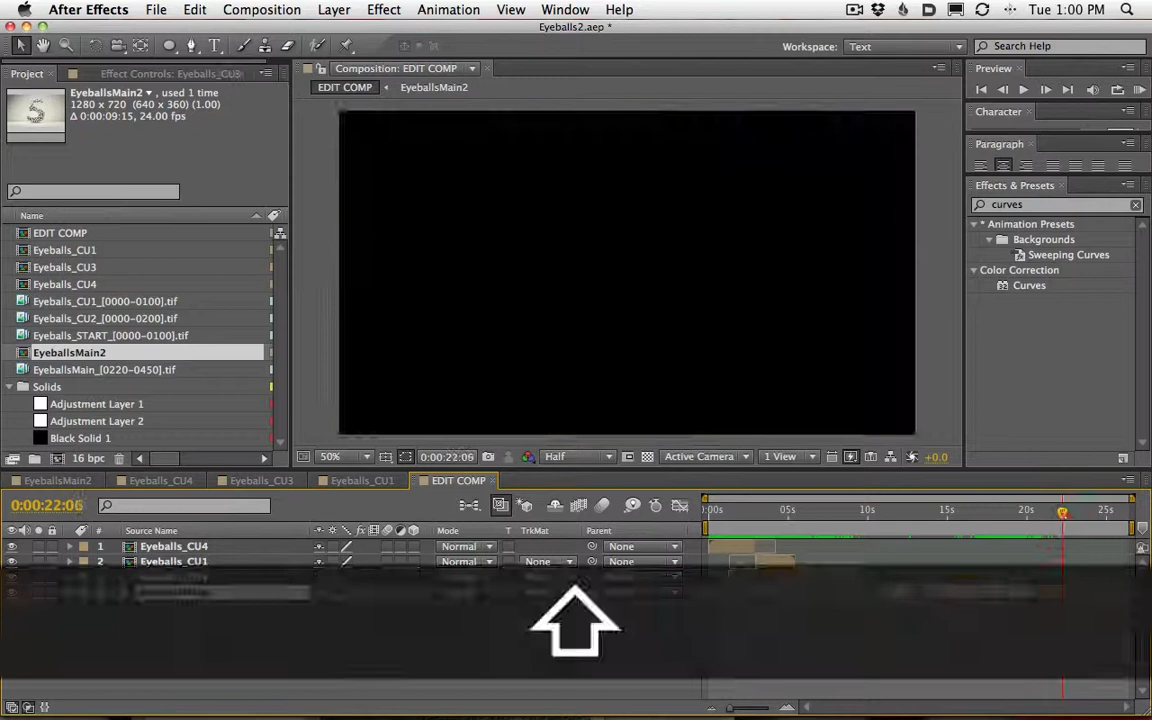 After Effects File Edit Composition Layer Effect Animation View Window Help Tue 1:00 PM
Eyeballs2.aep *
Workspace: Text Search Help
Project Effect Controls: Eyeballs_CU3 Composition: EDIT COMP Preview
EyeballsMain2 , used 1 time
1280 x 720 (640 x 360) (1.00)
Δ 0:00:09:15, 24.00 fps
EDIT COMP EyeballsMain2
Character
Paragraph
Effects & Presets
curves
Name
EDIT COMP
Eyeballs_CU1
Eyeballs_CU3
Eyeballs_CU4
Eyeballs_CU1_[0000-0100].tif
Eyeballs_CU2_[0000-0200].tif
Eyeballs_START_[0000-0100].tif
EyeballsMain2
EyeballsMain_[0220-0450].tif
Solids
Adjustment Layer 1
Adjustment Layer 2
Black Solid 1
* Animation Presets
Backgrounds
Sweeping Curves
Color Correction
Curves
16 bpc 50% 0:00:22:06 Half Active Camera 1 View +0.0
EyeballsMain2 Eyeballs_CU4 Eyeballs_CU3 Eyeballs_CU1 EDIT COMP
0:00:22:06 :00s 05s 10s 15s 20s 25s
# Source Name Mode T TrkMat Parent
1 Eyeballs_CU4 Normal None
2 Eyeballs_CU1 Normal None None